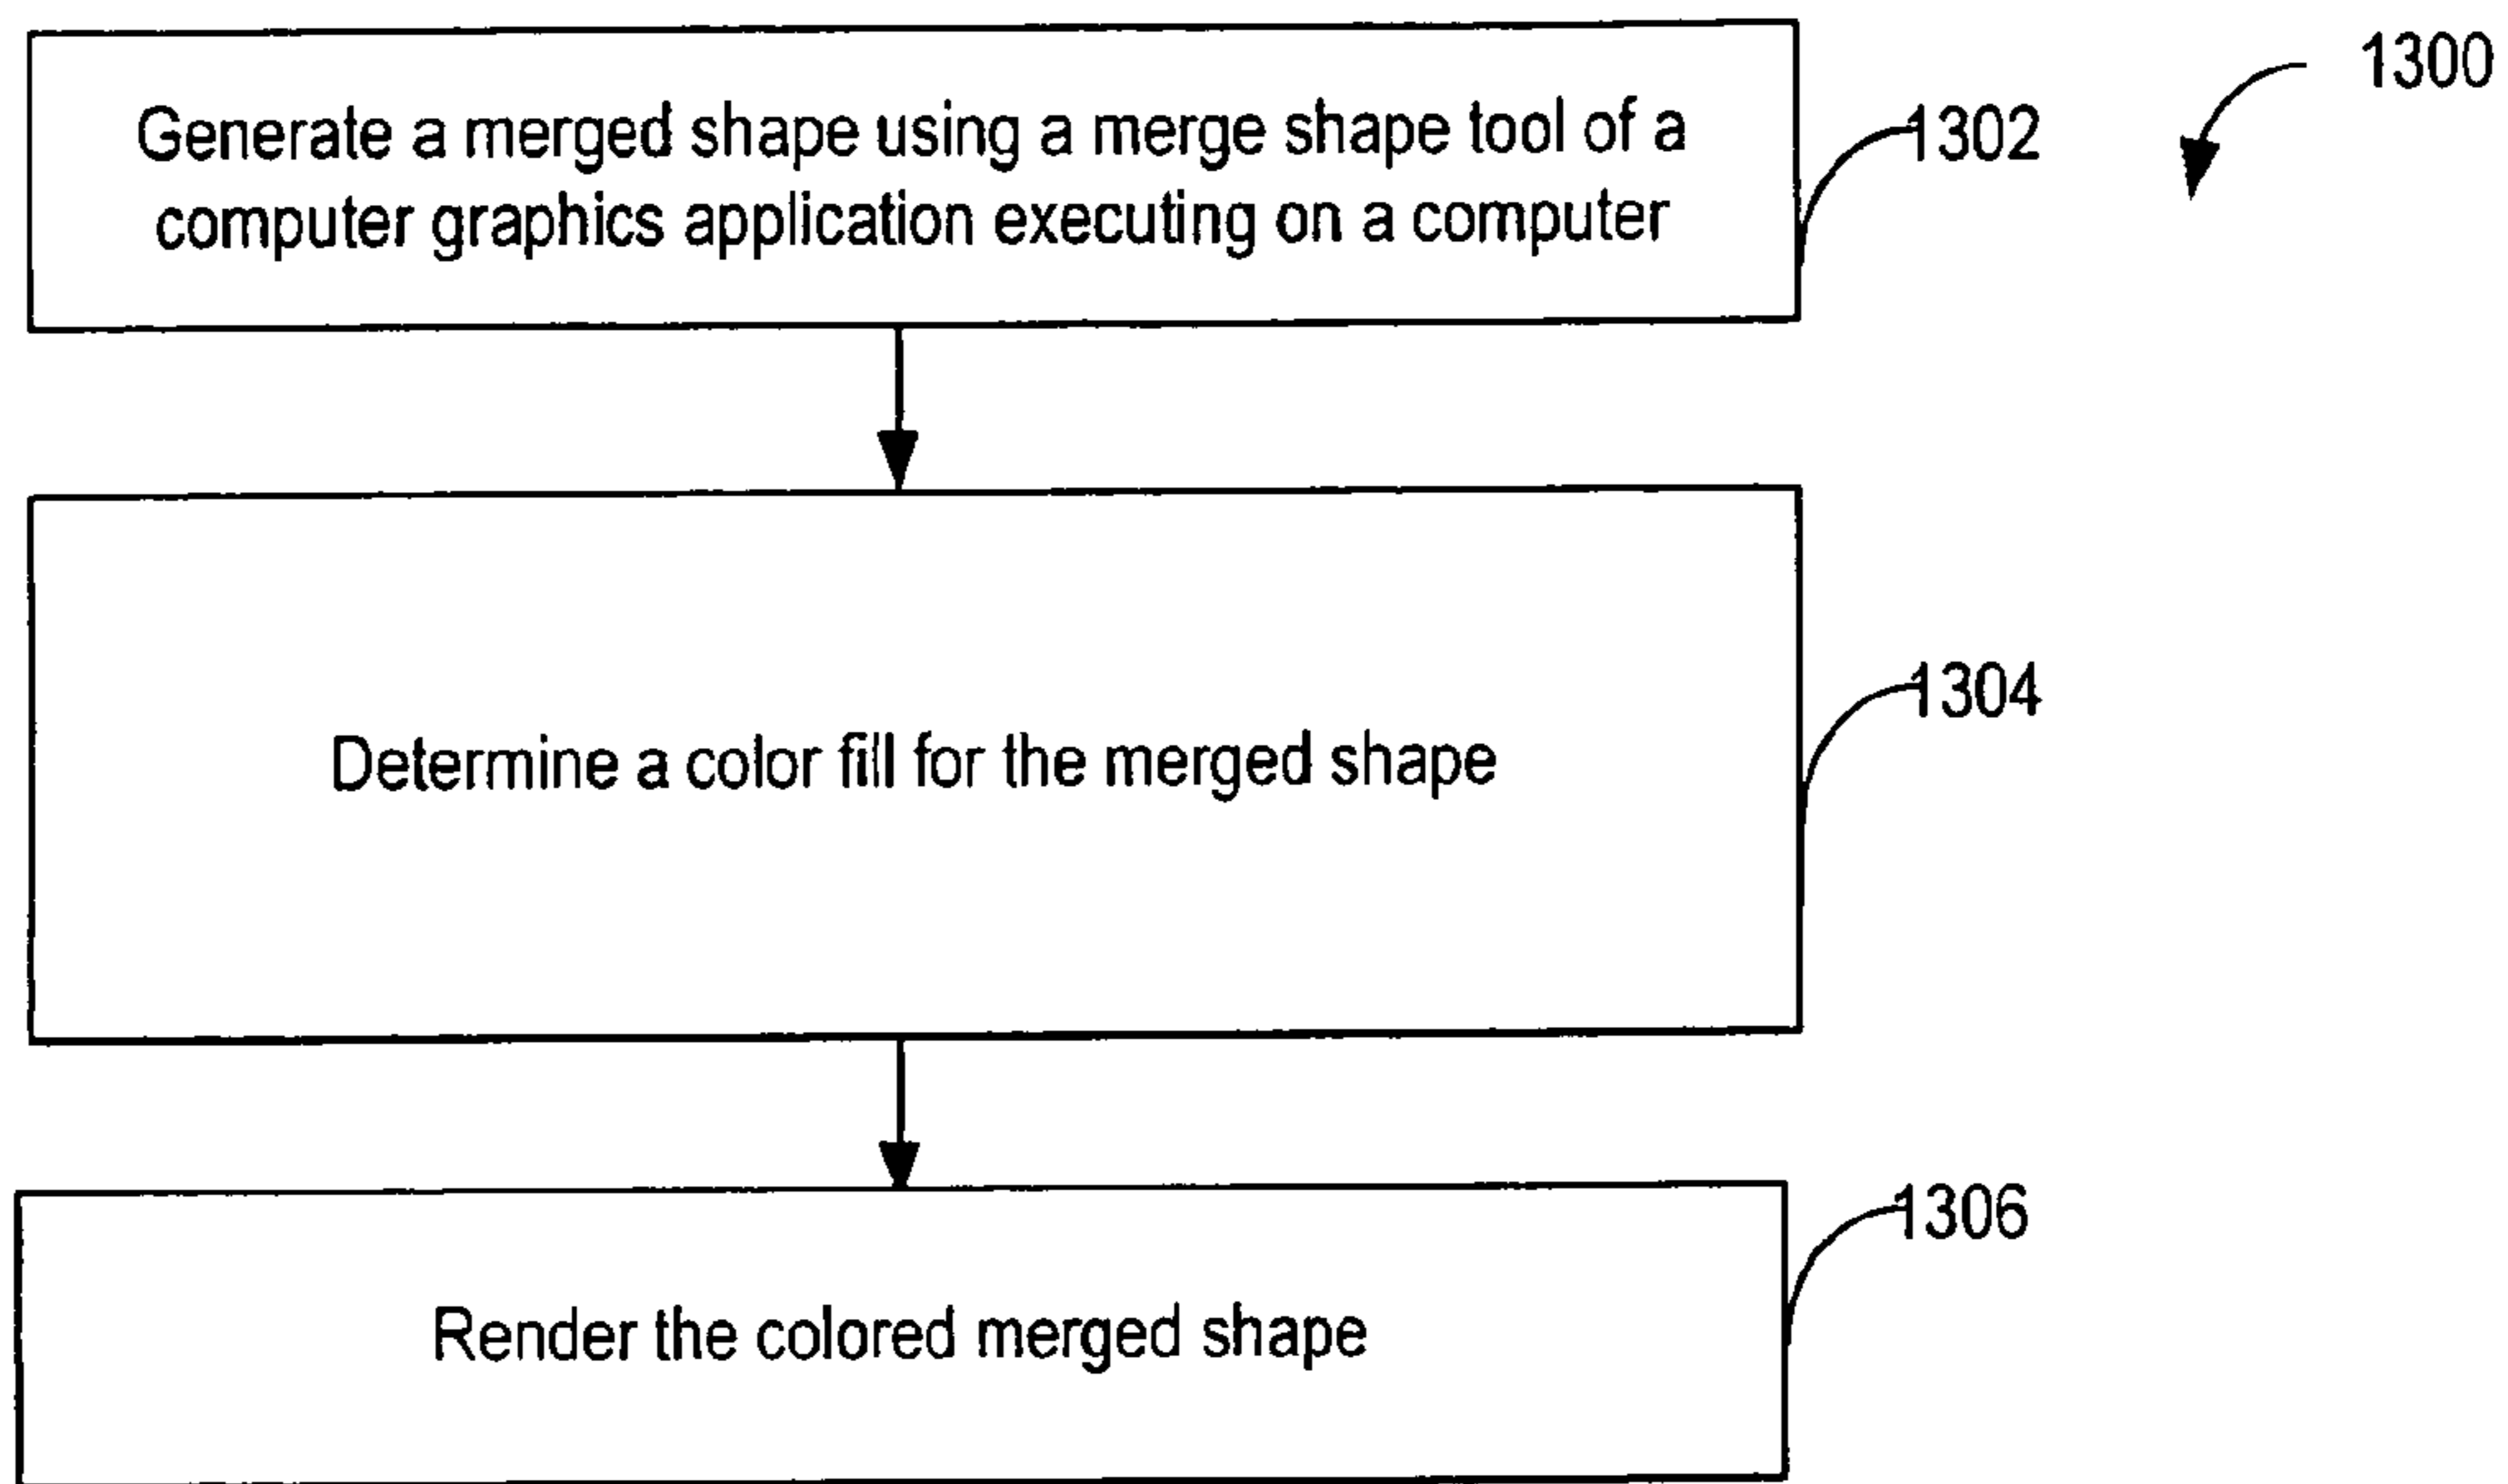 1300
1302
Generate a merged shape using a merge shape tool of a
computer graphics application executing on a computer
1304
Determine a color fill for the merged shape
1306
Render the colored merged shape